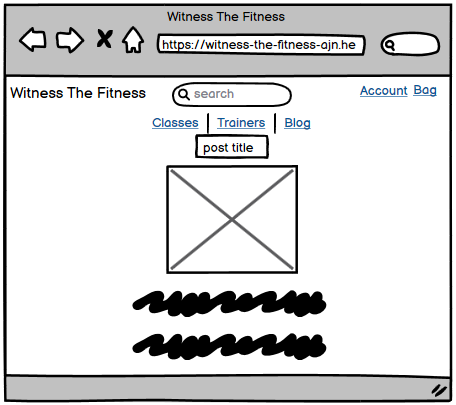 Witness The Fitness
https://witness-the-fitness-ajn.he
Witness The Fitness
search
Account Bag
Classes Trainers Blog
post title